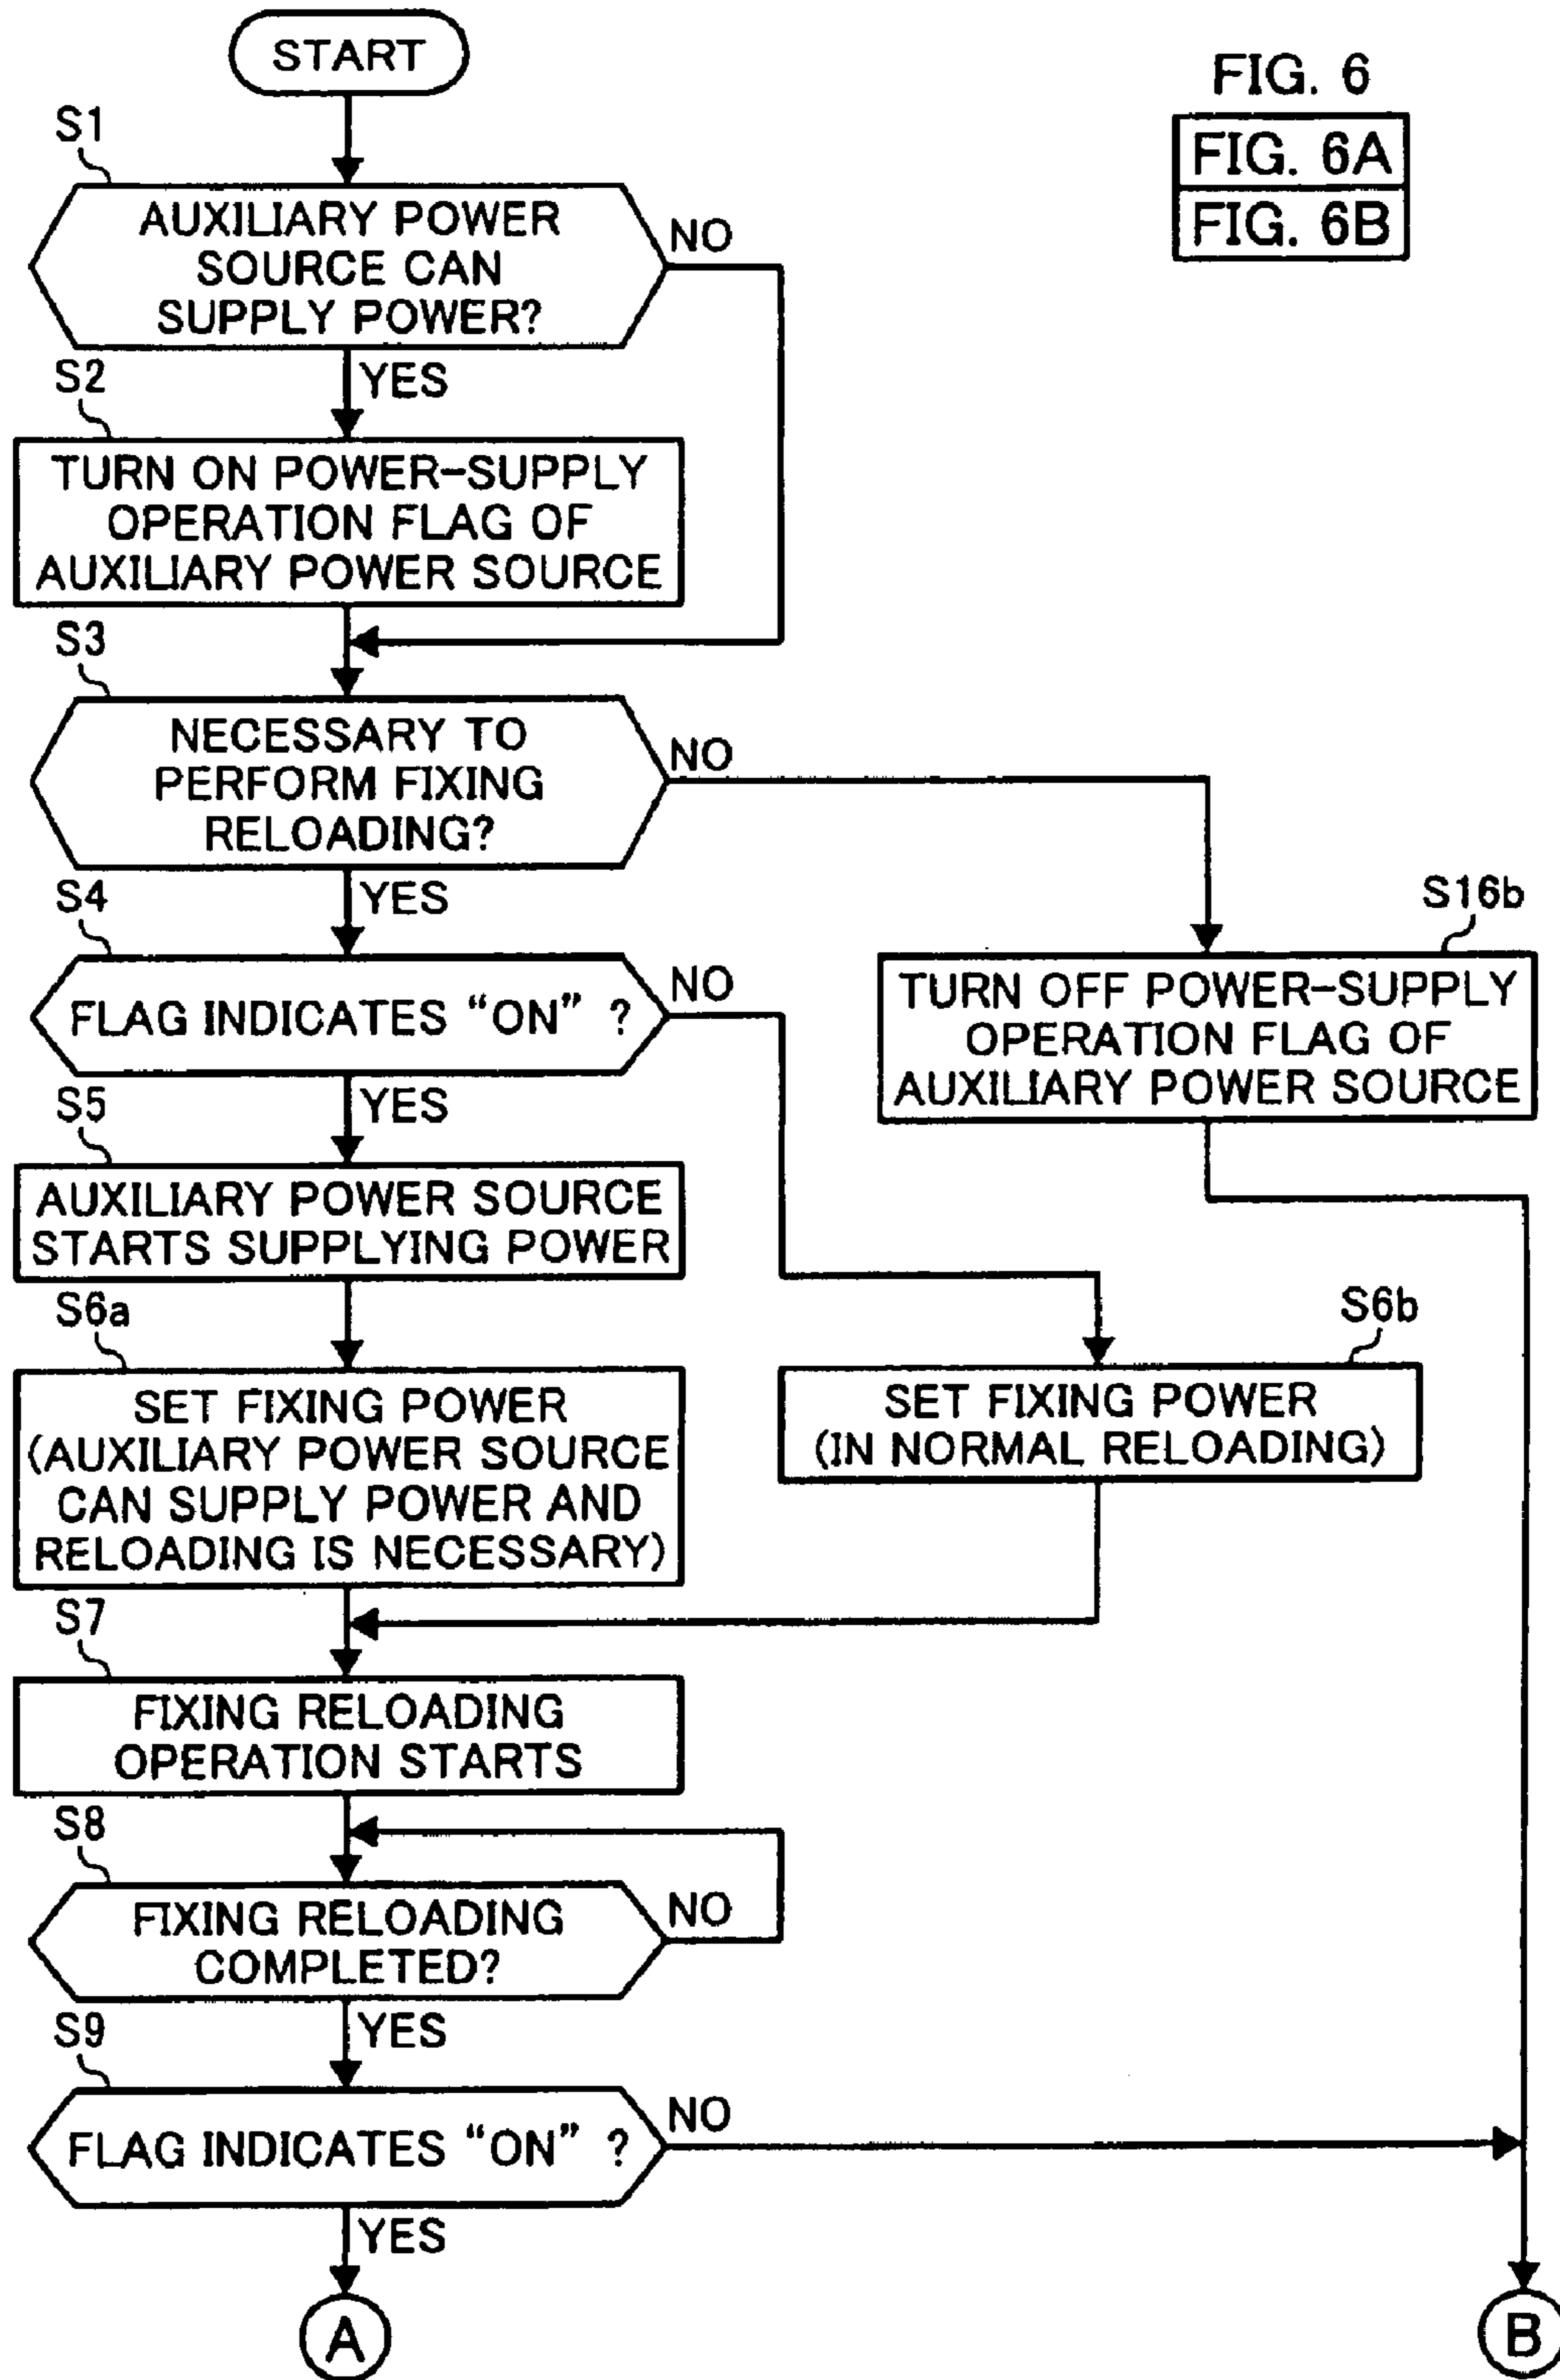 START
FIG. 6
FIG. 6A
FIG. 6B
S1
AUXILIARY POWER
SOURCE CAN
SUPPLY POWER?
NO
YES
S2
TURN ON POWER-SUPPLY
OPERATION FLAG OF
AUXILIARY POWER SOURCE
S3
NECESSARY TO
PERFORM FIXING
RELOADING?
NO
YES
S16b
TURN OFF POWER-SUPPLY
OPERATION FLAG OF
AUXILIARY POWER SOURCE
S4
FLAG INDICATES “ON” ?
NO
YES
S5
AUXILIARY POWER SOURCE
STARTS SUPPLYING POWER
S6a
SET FIXING POWER
(AUXILIARY POWER SOURCE
CAN SUPPLY POWER AND
RELOADING IS NECESSARY)
S6b
SET FIXING POWER
(IN NORMAL RELOADING)
S7
FIXING RELOADING
OPERATION STARTS
S8
FIXING RELOADING
COMPLETED?
NO
YES
S9
FLAG INDICATES “ON” ?
NO
YES
A
B